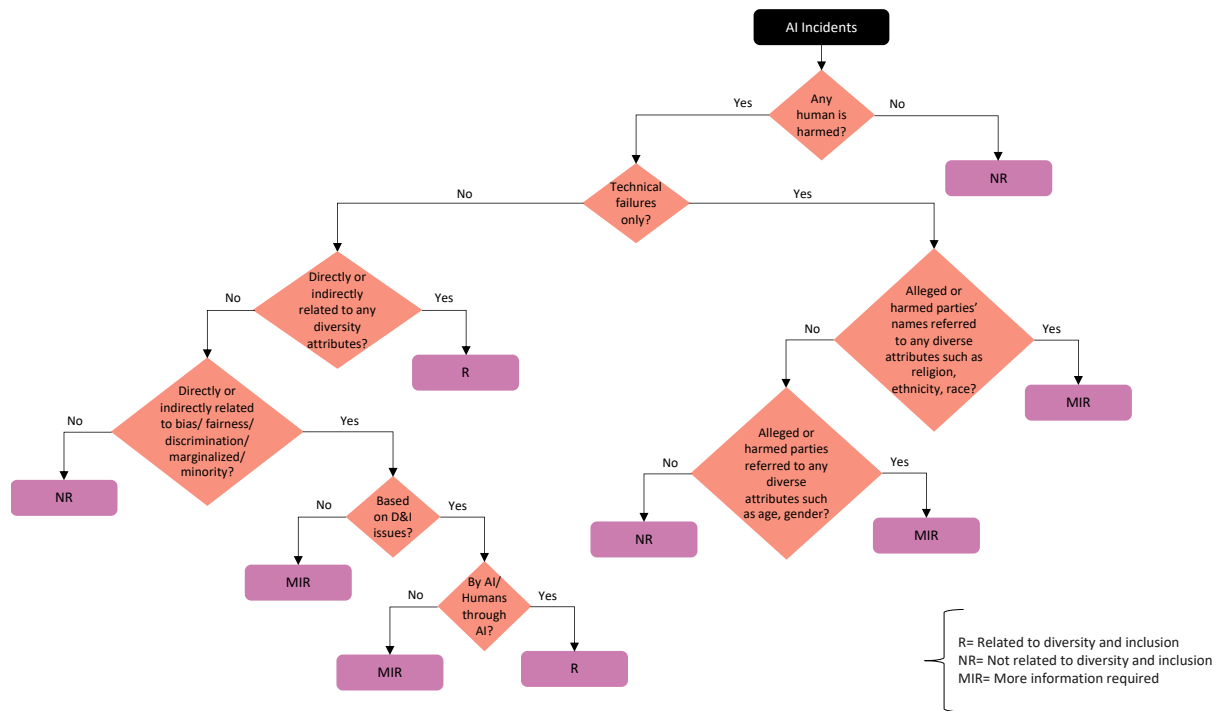 AI Incidents
Any
human is
harmed?
Yes
No
NR
Technical
failures
only?
No
Yes
Directly or
indirectly
related to any
diversity
attributes?
No
Yes
R
Alleged or
harmed parties’
names referred
to any diverse
attributes such as
religion,
ethnicity, race?
No
Yes
MIR
Directly or
indirectly related
to bias/ fairness/
discrimination/
marginalized/
minority?
No
Yes
NR
Alleged or
harmed parties
referred to any
diverse
attributes such
as age, gender?
No
Yes
NR
MIR
Based
on D&I
issues?
No
Yes
MIR
By AI/
Humans
through
AI?
No
Yes
MIR
R
R= Related to diversity and inclusion
NR= Not related to diversity and inclusion
MIR= More information required